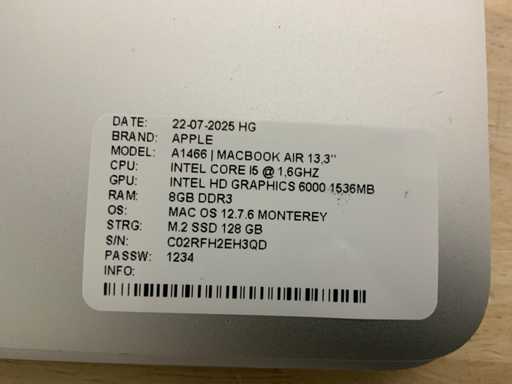 DATE: 22-07-2025 HG
BRAND: APPLE
MODEL: A1466 | MACBOOK AIR 13,3"
CPU: INTEL CORE I5 @ 1,6GHZ
GPU: INTEL HD GRAPHICS 6000 1536MB
RAM: 8GB DDR3
OS: MAC OS 12.7.6 MONTEREY
STRG: M.2 SSD 128 GB
S/N: C02RFH2EH3QD
PASSW: 1234
INFO: